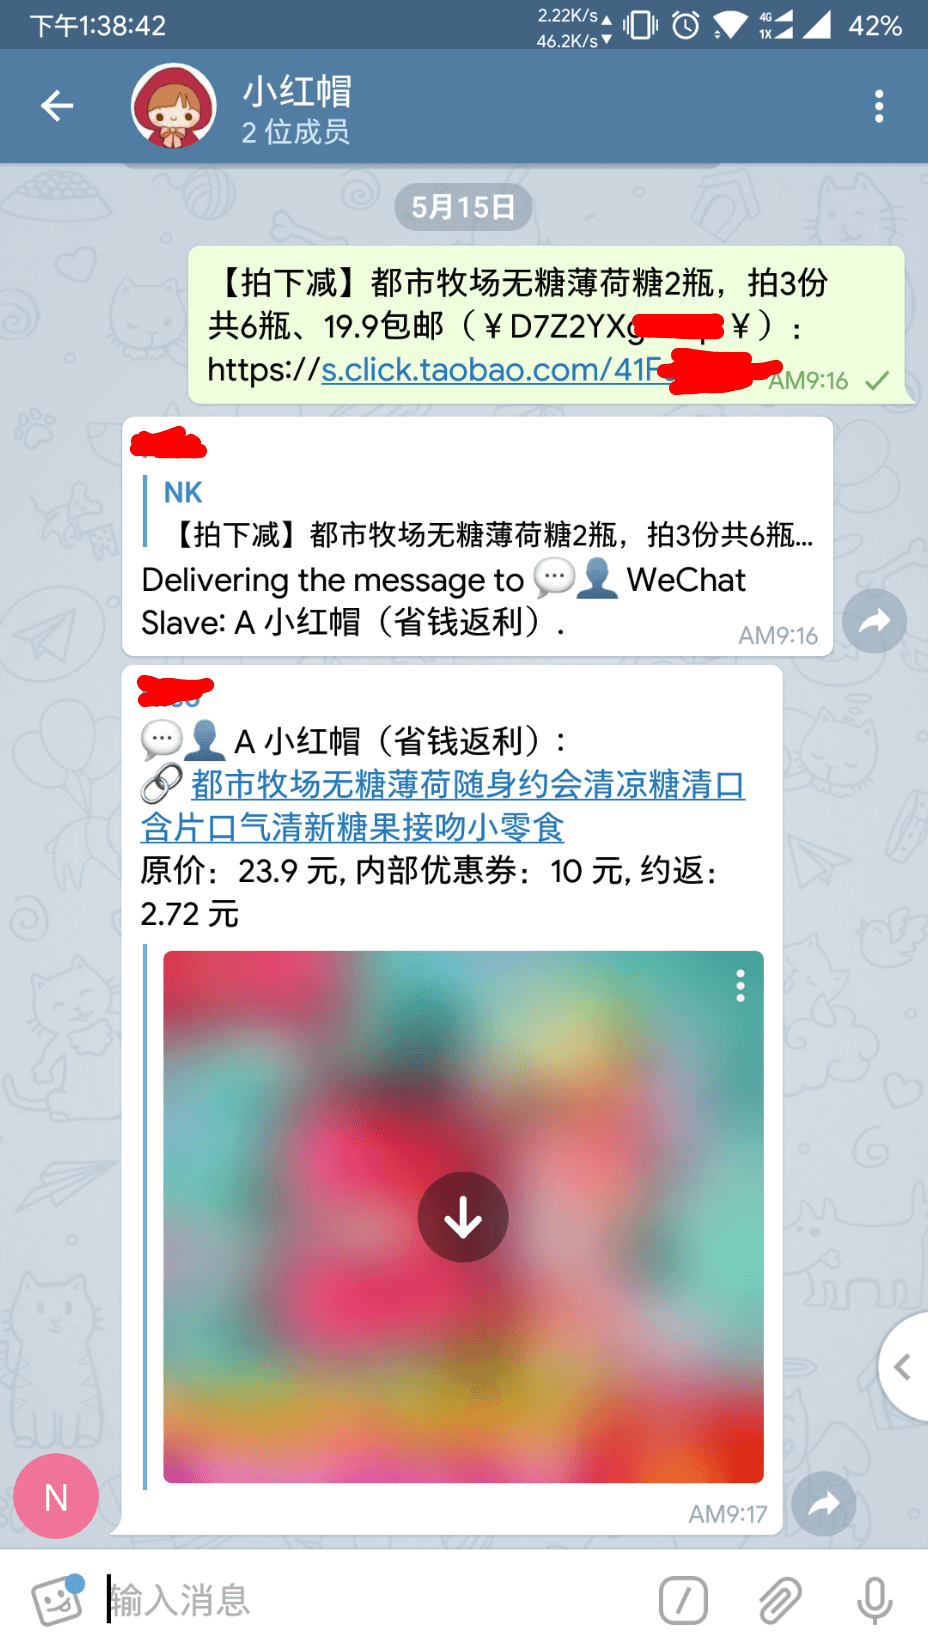 下午1:38:42
2.22K/s
46.2K/s
4G
1X
42%
小红帽
2 位成员
5月15日
【拍下减】都市牧场无糖薄荷糖2瓶，拍3份
共6瓶、19.9包邮（￥D7Z2YX ￥）：
https://s.click.taobao.com/41F
AM9:16
NK
【拍下减】都市牧场无糖薄荷糖2瓶，拍3份共6瓶...
Delivering the message to 💬👤 WeChat
Slave: A 小红帽（省钱返利）.
AM9:16
💬👤 A 小红帽（省钱返利）:
🔗 都市牧场无糖薄荷随身约会清凉糖清口
含片口气清新糖果接吻小零食
原价：23.9 元, 内部优惠券：10 元, 约返：
2.72 元
AM9:17
N
输入消息